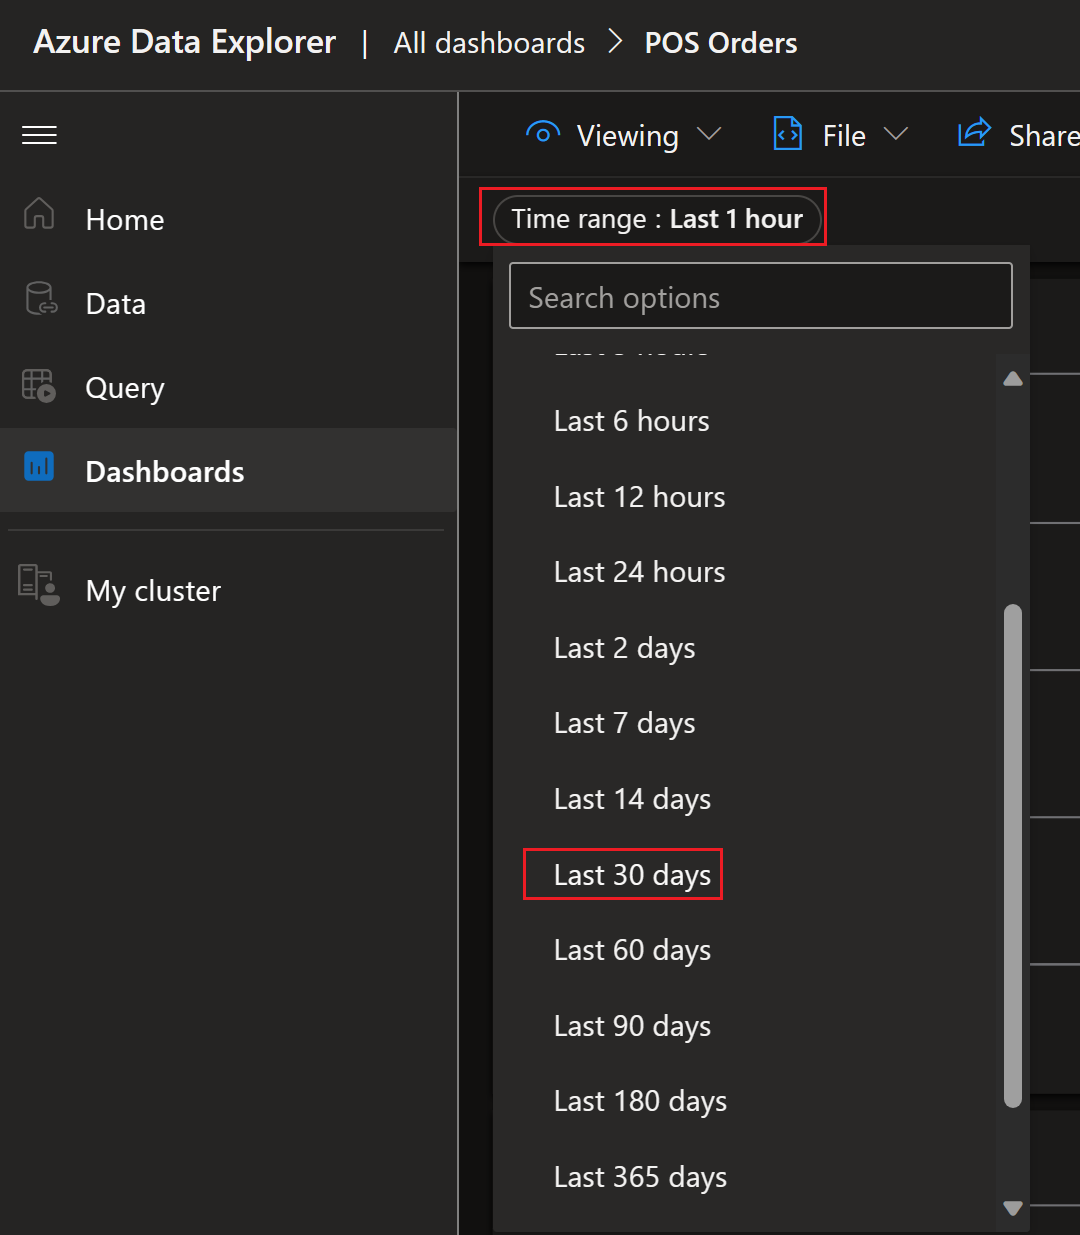 Azure Data Explorer | All dashboards > POS Orders
Viewing
File
Share
Home
Data
Query
Dashboards
My cluster
Time range : Last 1 hour
Search options
Last 6 hours
Last 12 hours
Last 24 hours
Last 2 days
Last 7 days
Last 14 days
Last 30 days
Last 60 days
Last 90 days
Last 180 days
Last 365 days